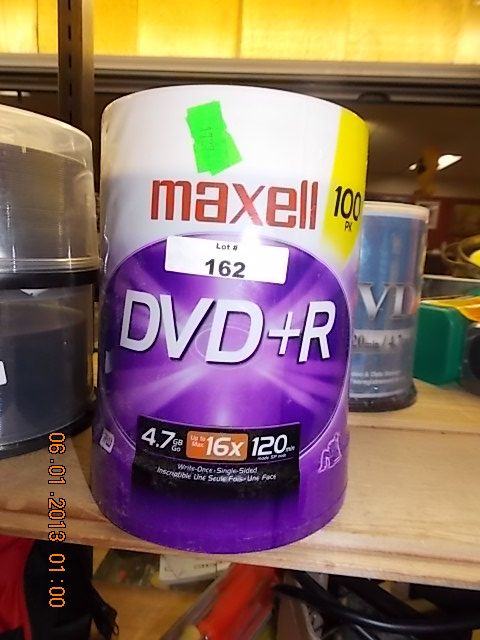 maxell
100
PK
Lot #
162
DVD+R
4.7 GB Go Up to Max 16x 120 min
Write-Once · Single-Sided
Inscriptible Une Seule Fois · Une Face
VD
06.01.2013 01:00